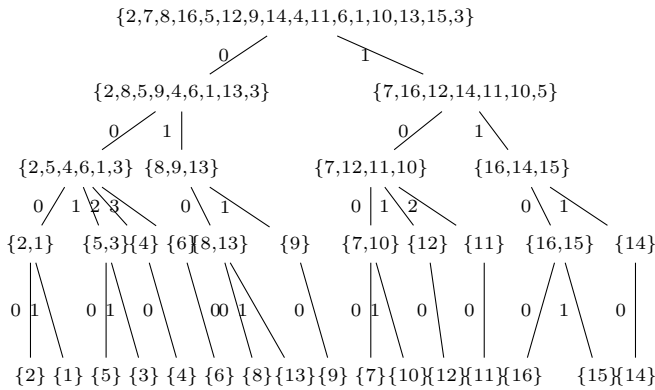 {2,7,8,16,5,12,9,14,4,11,6,1,10,13,15,3}
0 1
{2,8,5,9,4,6,1,13,3} {7,16,12,14,11,10,5}
0 1 0 1
{2,5,4,6,1,3} {8,9,13} {7,12,11,10} {16,14,15}
0 1 2 3 0 1 0 1 2 0 1
{2,1} {5,3} {4} {6} {8,13} {9} {7,10} {12} {11} {16,15} {14}
0 1 0 1 0 0 0 1 0 0 1 0 0 0 1 0
{2} {1} {5} {3} {4} {6} {8} {13} {9} {7} {10} {12} {11} {16} {15} {14}